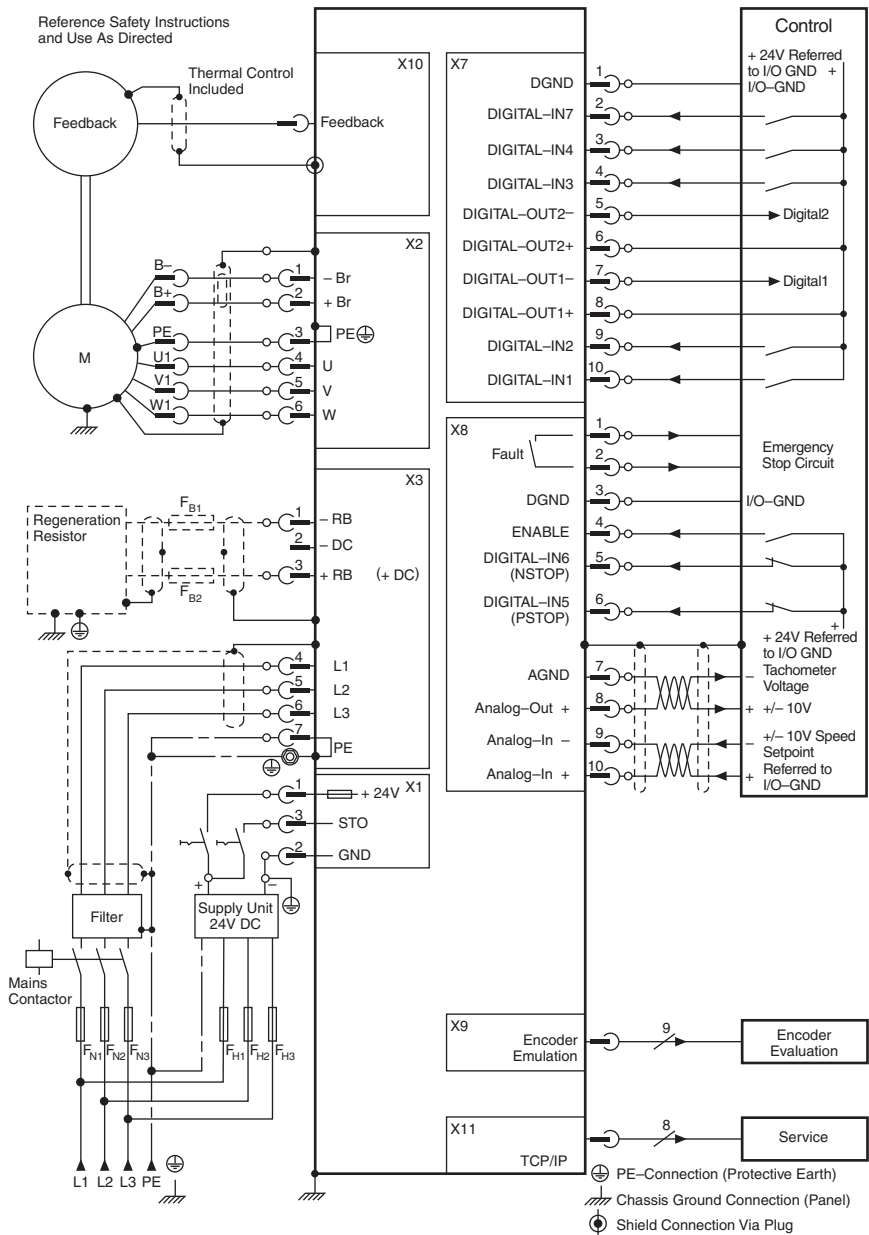 Reference Safety Instructions
and Use As Directed
Thermal Control
Included
Feedback
X10
Feedback
X2
B–
1
– Br
B+
2
+ Br
PE
3
PE
M
U1
4
U
V1
5
V
W1
6
W
X3
Regeneration
Resistor
FB1
1
– RB
2
– DC
3
+ RB
(+ DC)
FB2
4
L1
5
L2
6
L3
7
PE
X1
1
+ 24V
3
STO
2
GND
+
–
Filter
Supply Unit
24V DC
Mains
Contactor
FN1
FN2
FN3
FH1
FH2
FH3
L1
L2
L3
PE
X7
DGND
1
DIGITAL–IN7
2
DIGITAL–IN4
3
DIGITAL–IN3
4
DIGITAL–OUT2–
5
Digital2
DIGITAL–OUT2+
6
DIGITAL–OUT1–
7
Digital1
DIGITAL–OUT1+
8
DIGITAL–IN2
9
DIGITAL–IN1
10
Control
+ 24V Referred
to I/O GND +
I/O–GND
X8
Fault
1
2
Emergency
Stop Circuit
DGND
3
I/O–GND
ENABLE
4
DIGITAL–IN6
(NSTOP)
5
DIGITAL–IN5
(PSTOP)
6
+
+ 24V Referred
to I/O GND
AGND
7
–
Tachometer
Voltage
Analog–Out +
8
+
+/– 10V
Analog–In –
9
–
+/– 10V Speed
Setpoint
Analog–In +
10
+
Referred to
I/O–GND
X9
Encoder
Emulation
9
Encoder
Evaluation
X11
TCP/IP
8
Service
PE–Connection (Protective Earth)
Chassis Ground Connection (Panel)
Shield Connection Via Plug